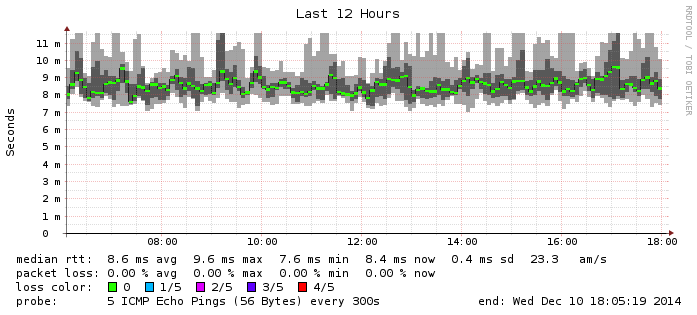 Last 12 Hours
RRDTOOL / TOBI OETIKER
Seconds
11 m
10 m
9 m
8 m
7 m
6 m
5 m
4 m
3 m
2 m
1 m
0
08:00 10:00 12:00 14:00 16:00 18:00
median rtt: 8.6 ms avg 9.6 ms max 7.6 ms min 8.4 ms now 0.4 ms sd 23.3 am/s
packet loss: 0.00 % avg 0.00 % max 0.00 % min 0.00 % now
loss color: 0 1/5 2/5 3/5 4/5
probe: 5 ICMP Echo Pings (56 Bytes) every 300s end: Wed Dec 10 18:05:19 2014